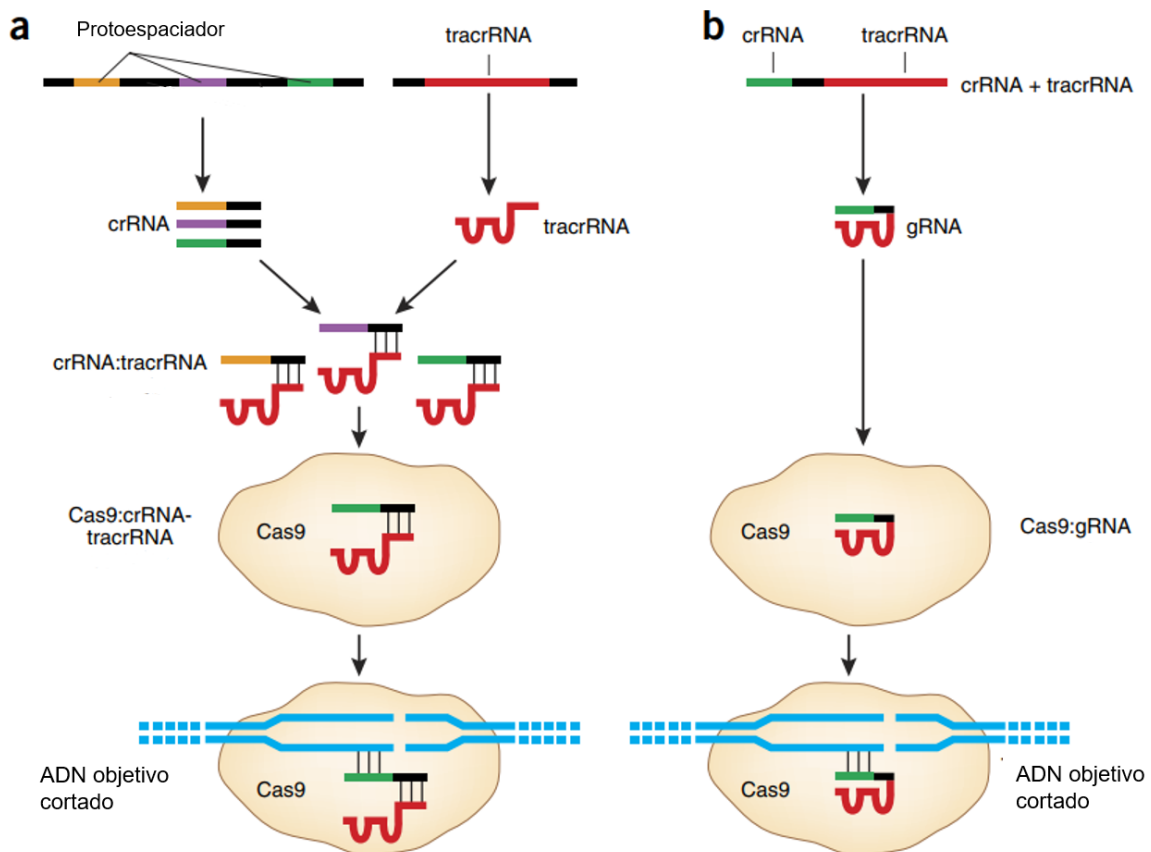 a
Protoespaciador
tracrRNA
crRNA
tracrRNA
crRNA:tracrRNA
Cas9:crRNA-
tracrRNA
Cas9
ADN objetivo
cortado
Cas9
b
crRNA
tracrRNA
crRNA + tracrRNA
gRNA
Cas9
Cas9:gRNA
Cas9
ADN objetivo
cortado